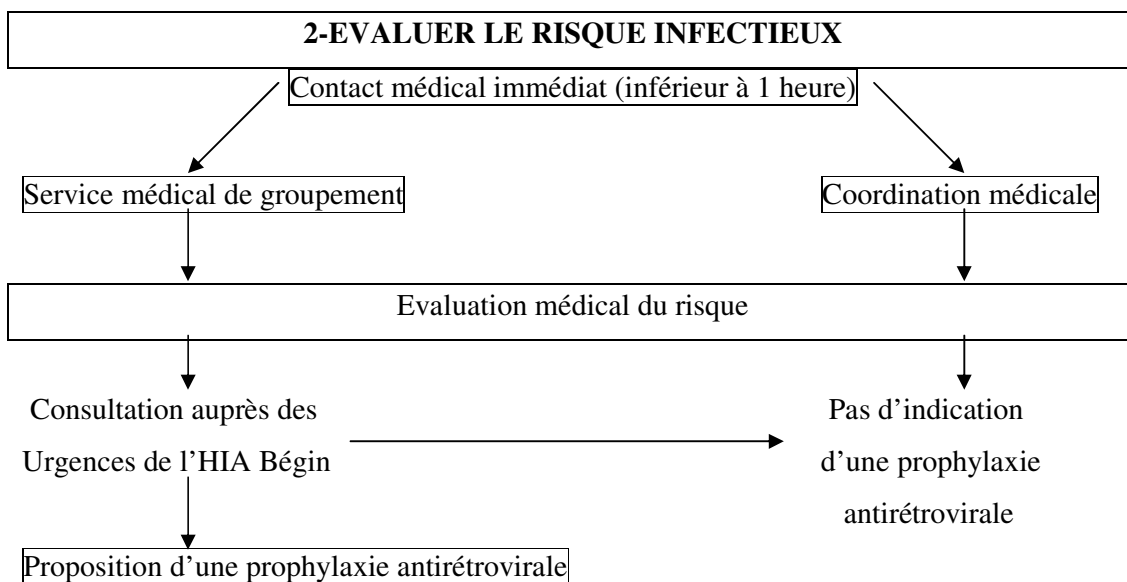 2-EVALUER LE RISQUE INFECTIEUX
Contact médical immédiat (inférieur à 1 heure)
Service médical de groupement
Coordination médicale
Evaluation médical du risque
Consultation auprès des
Urgences de l’HIA Bégin
Pas d’indication
d’une prophylaxie
antirétrovirale
Proposition d’une prophylaxie antirétrovirale